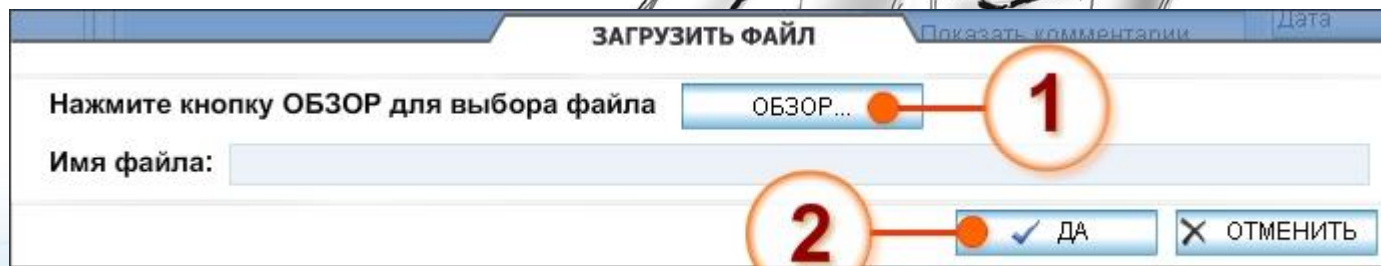 Дата
ЗАГРУЗИТЬ ФАЙЛ
Показать комментарии
Нажмите кнопку ОБЗОР для выбора файла
ОБЗОР...
1
Имя файла:
2
ДА
ОТМЕНИТЬ